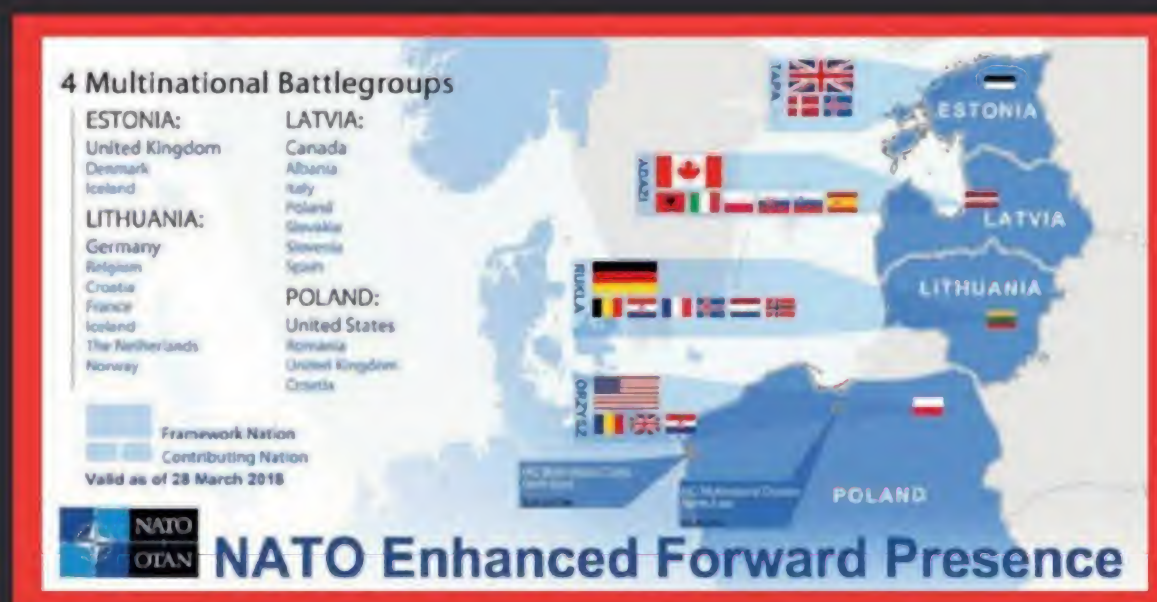 4 Multinational Battlegroups
ESTONIA:
United Kingdom
Denmark
Iceland
LITHUANIA:
Germany
Belgium
Croatia
France
Iceland
The Netherlands
Norway
LATVIA:
Canada
Albania
Italy
Poland
Slovakia
Slovenia
Spain
POLAND:
United States
Romania
United Kingdom
Croatia
Framework Nation
Contributing Nation
Valid as of 28 March 2018
TAPA
ADAZI
RUKLA
ORZYSZ
ESTONIA
LATVIA
LITHUANIA
POLAND
NATO
OTAN
NATO Enhanced Forward Presence